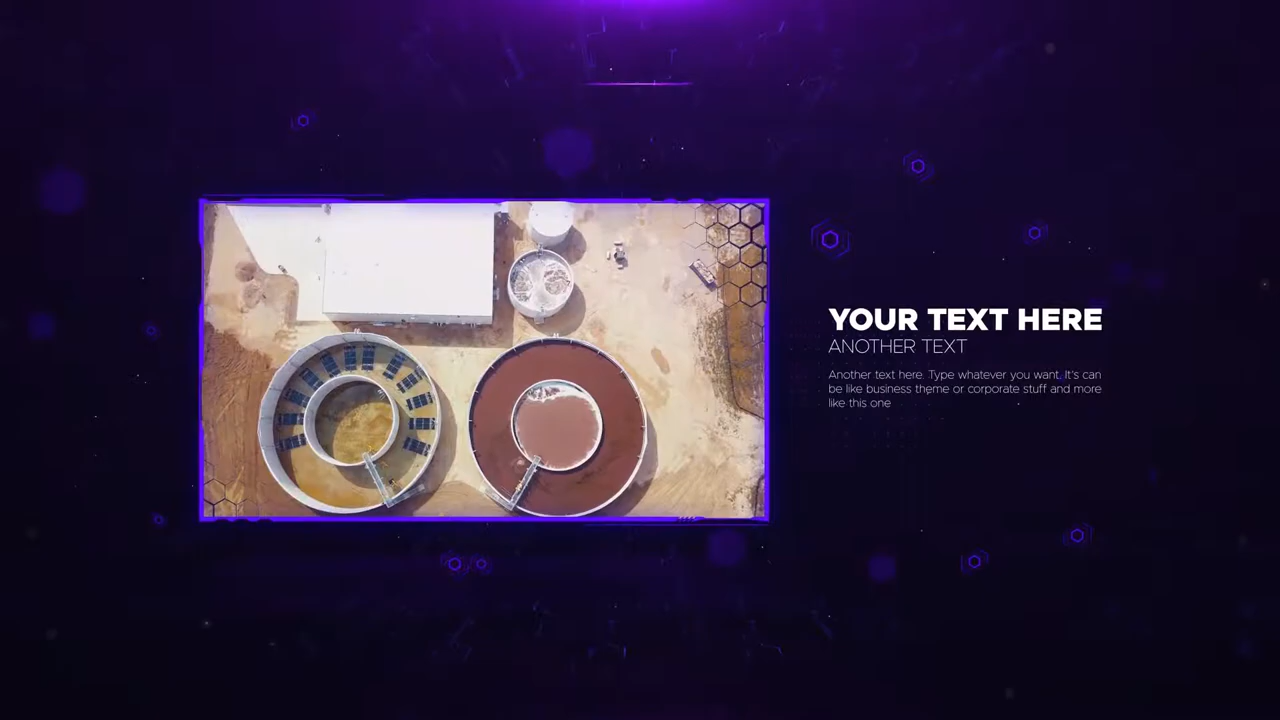 YOUR TEXT HERE
ANOTHER TEXT
Another text here. Type whatever you want. It's can
be like business theme or corporate stuff and more
like this one